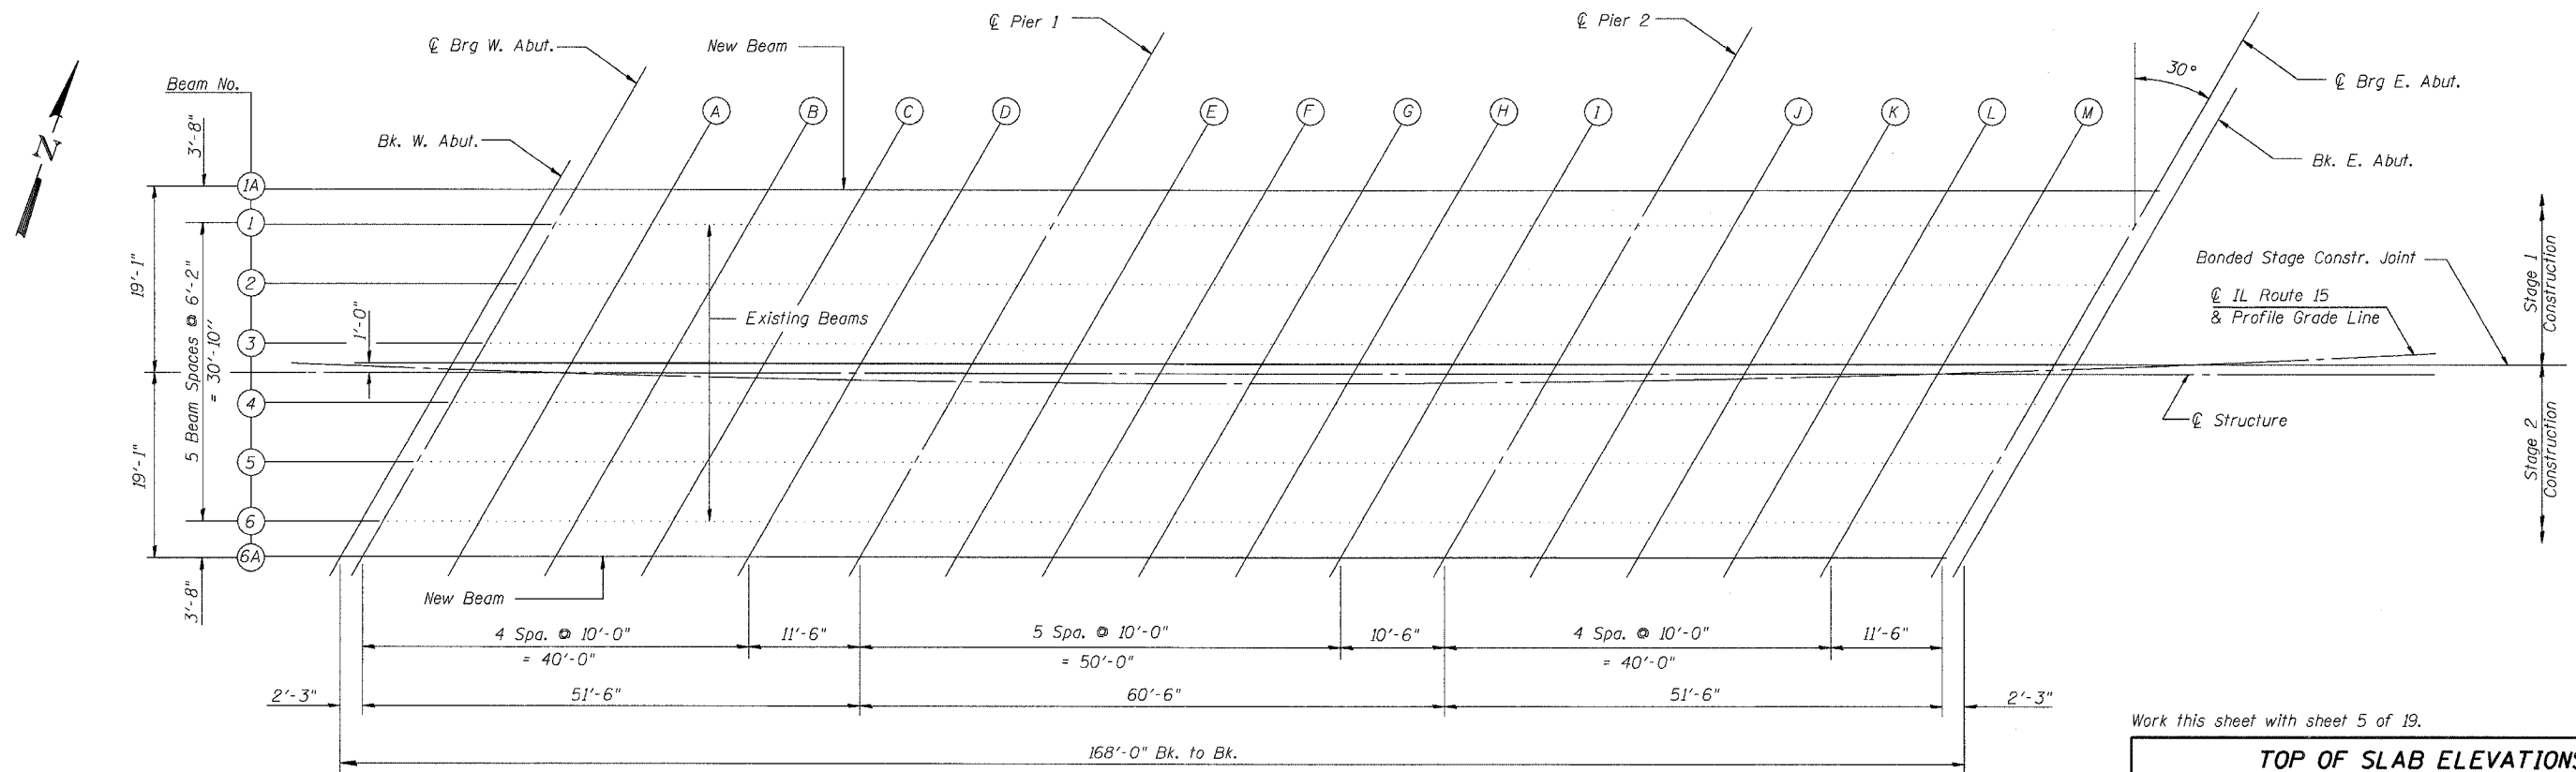 ℄ Pier 1
℄ Pier 2
℄ Brg W. Abut.
New Beam
30°
℄ Brg E. Abut.
Beam No.
A
B
C
D
E
F
G
H
I
J
K
L
M
N
3'-8"
Bk. W. Abut.
Bk. E. Abut.
1A
1
2
3
4
5
6
6A
19'-1"
19'-1"
5 Beam Spaces @ 6'-2"
= 30'-10"
1'-0"
Existing Beams
Bonded Stage Constr. Joint
℄ IL Route 15
& Profile Grade Line
Stage 1
Construction
Stage 2
Construction
℄ Structure
3'-8"
New Beam
4 Spa. @ 10'-0"
= 40'-0"
11'-6"
5 Spa. @ 10'-0"
= 50'-0"
10'-6"
4 Spa. @ 10'-0"
= 40'-0"
11'-6"
2'-3"
51'-6"
60'-6"
51'-6"
2'-3"
168'-0" Bk. to Bk.
Work this sheet with sheet 5 of 19.
TOP OF SLAB ELEVATIONS